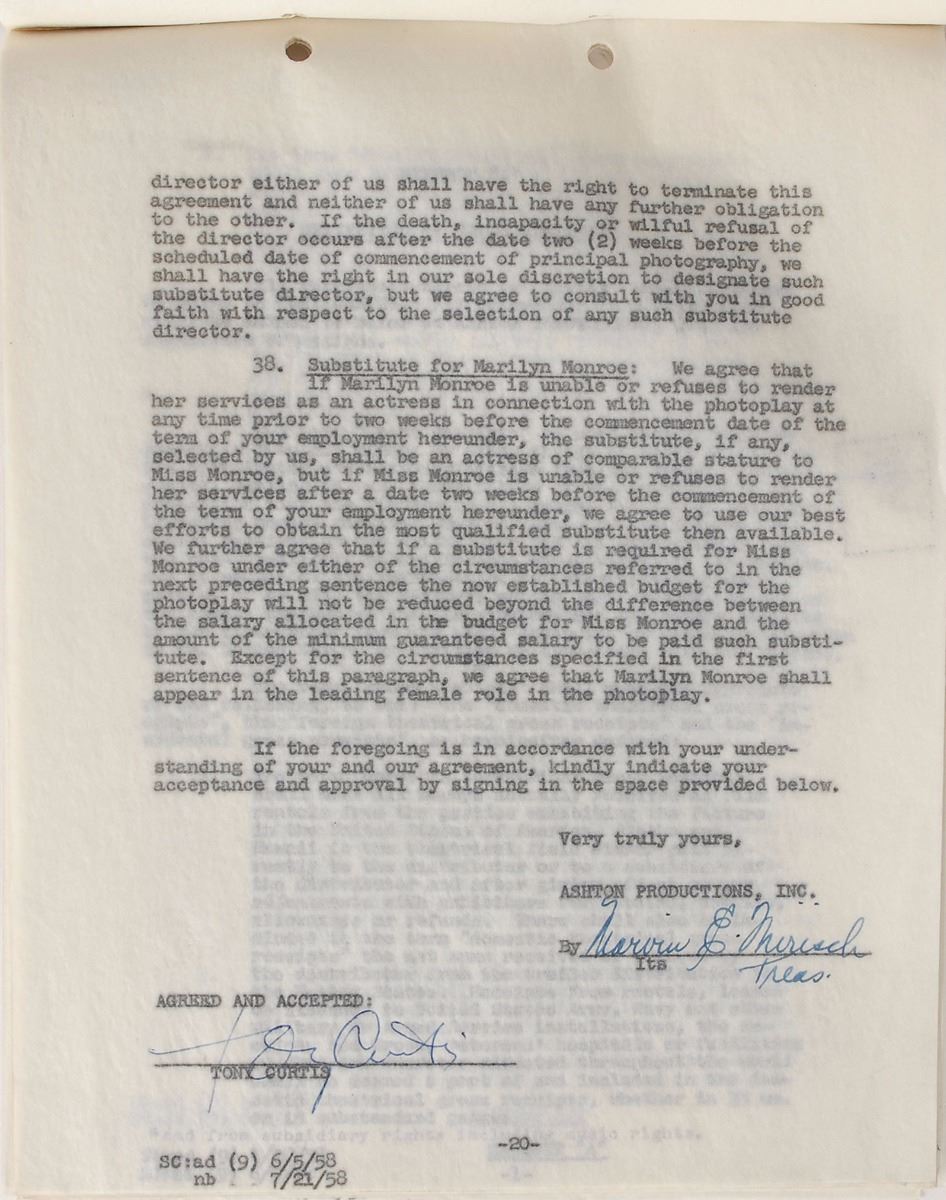 director either of us shall have the right to terminate this
agreement and neither of us shall have any further obligation
to the other. If the death, incapacity or wilful refusal of
the director occurs after the date two (2) weeks before the
scheduled date of commencement of principal photography, we
shall have the right in our sole discretion to designate such
substitute director, but we agree to consult with you in good
faith with respect to the selection of any such substitute
director.
38. Substitute for Marilyn Monroe: We agree that
if Marilyn Monroe is unable or refuses to render
her services as an actress in connection with the photoplay at
any time prior to two weeks before the commencement date of the
term of your employment hereunder, the substitute, if any,
selected by us, shall be an actress of comparable stature to
Miss Monroe, but if Miss Monroe is unable or refuses to render
her services after a date two weeks before the commencement of
the term of your employment hereunder, we agree to use our best
efforts to obtain the most qualified substitute then available.
We further agree that if a substitute is required for Miss
Monroe under either of the circumstances referred to in the
next preceding sentence the now established budget for the
photoplay will not be reduced beyond the difference between
the salary allocated in the budget for Miss Monroe and the
amount of the minimum guaranteed salary to be paid such substi-
tute. Except for the circumstances specified in the first
sentence of this paragraph, we agree that Marilyn Monroe shall
appear in the leading female role in the photoplay.
If the foregoing is in accordance with your under-
standing of your and our agreement, kindly indicate your
acceptance and approval by signing in the space provided below.
Very truly yours,
ASHTON PRODUCTIONS, INC.
By Marvin E. Mirisch
Its Treas.
AGREED AND ACCEPTED:
Tony Curtis
TONY CURTIS
-20-
SC:ad (9) 6/5/58
nb 7/21/58